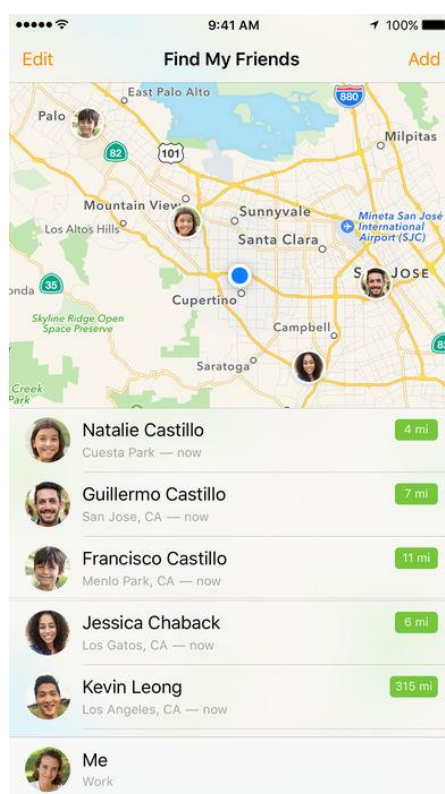 9:41 AM
100%
Edit
Find My Friends
Add
East Palo Alto
880
Palo
82
101
Milpitas
Mountain View
Sunnyvale
Mineta San José
International
Airport (SJC)
Los Altos Hills
Santa Clara
35
onda
SAN JOSE
Cupertino
Skyline Ridge Open
Space Preserve
Campbell
82
Saratoga
Creek
Park
Natalie Castillo
4 mi
Cuesta Park — now
Guillermo Castillo
7 mi
San Jose, CA — now
Francisco Castillo
11 mi
Menlo Park, CA — now
Jessica Chaback
6 mi
Los Gatos, CA — now
Kevin Leong
315 mi
Los Angeles, CA — now
Me
Work